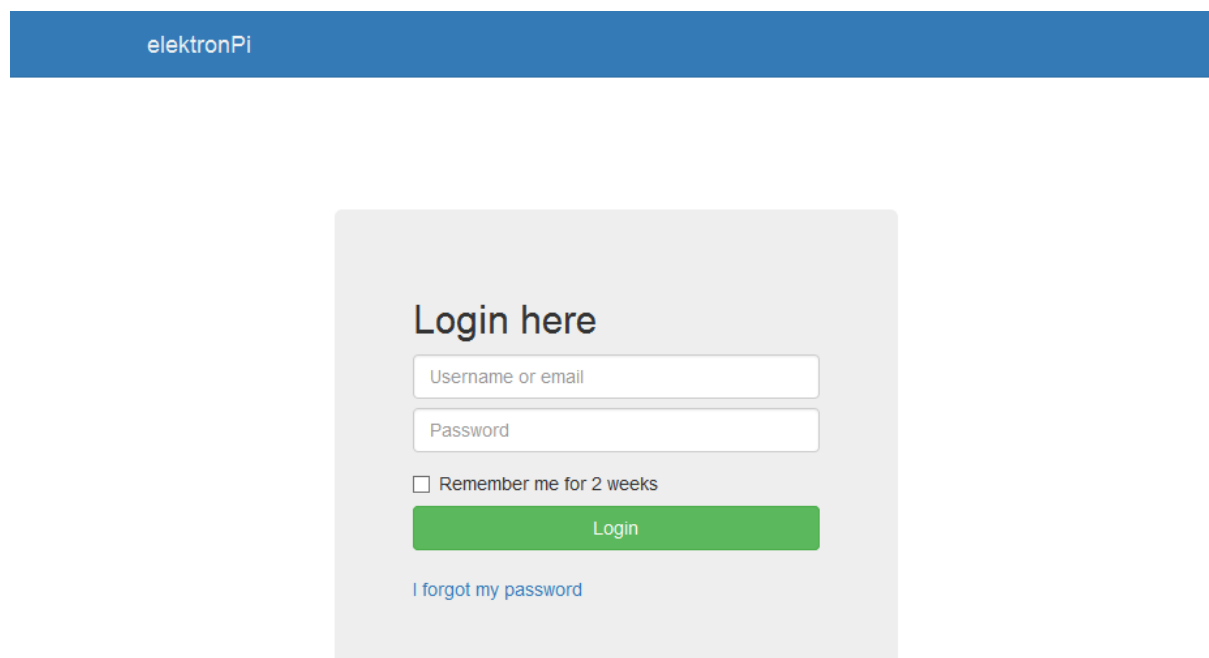 elektronPi
Login here
Username or email
Password
Remember me for 2 weeks
Login
I forgot my password